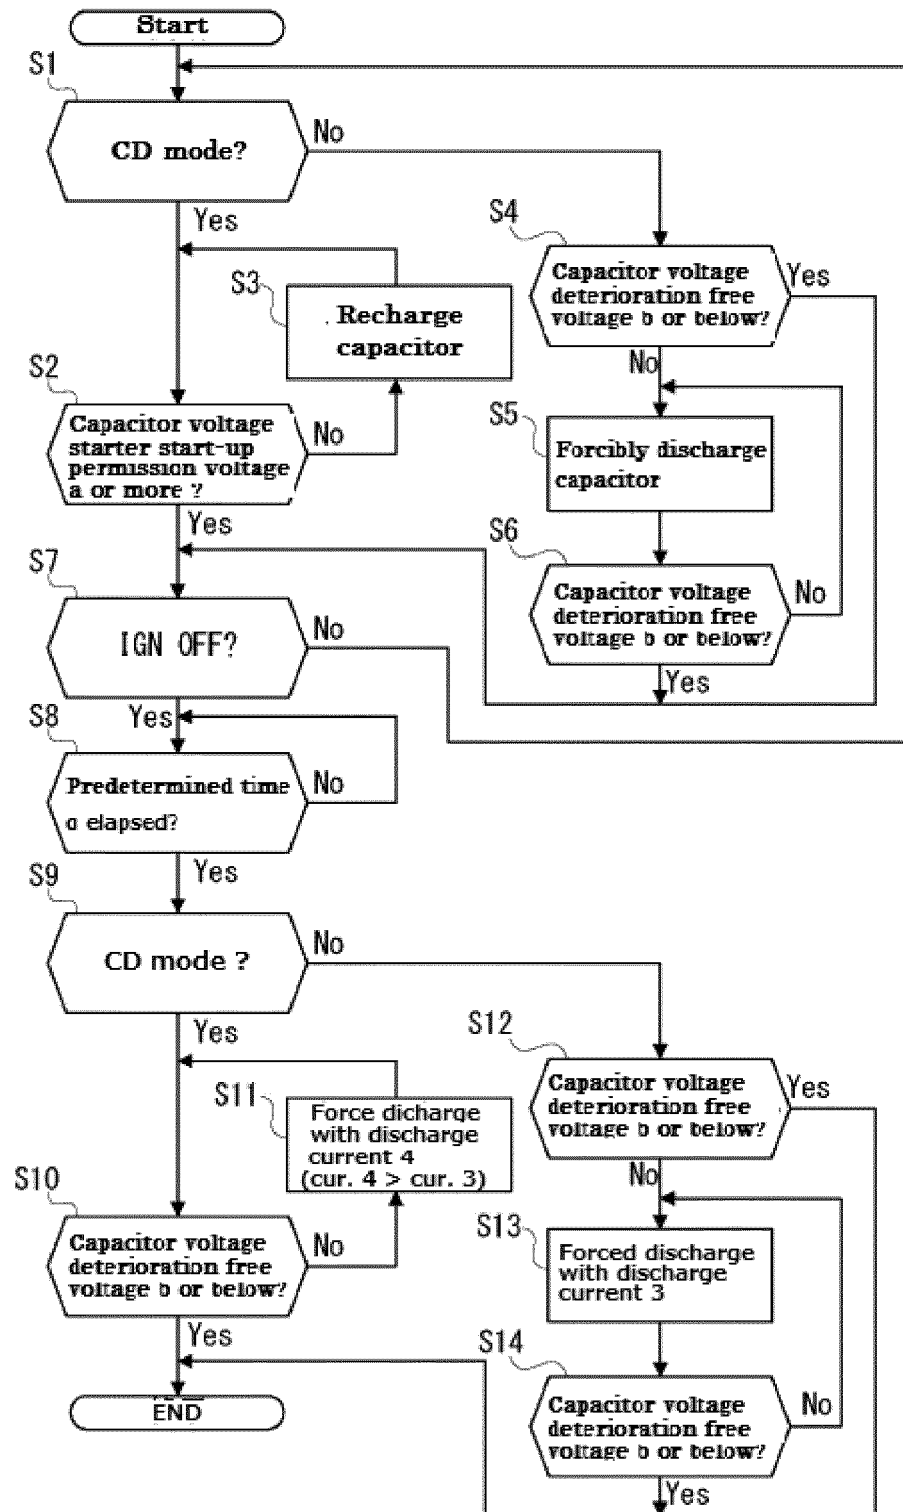 Start
S1
CD mode?
No
Yes
S4
Capacitor voltage
deterioration free
voltage b or below?
Yes
No
S3
Recharge
capacitor
S2
Capacitor voltage
starter start-up
permission voltage
a or more ?
No
Yes
S5
Forcibly discharge
capacitor
S6
Capacitor voltage
deterioration free
voltage b or below?
No
Yes
S7
IGN OFF?
No
Yes
S8
Predetermined time
α elapsed?
No
Yes
S9
CD mode ?
No
Yes
S12
Capacitor voltage
deterioration free
voltage b or below?
Yes
No
S11
Force dicharge
with discharge
current 4
(cur. 4 > cur. 3)
S10
Capacitor voltage
deterioration free
voltage b or below?
No
Yes
S13
Forced discharge
with discharge
current 3
S14
Capacitor voltage
deterioration free
voltage b or below?
No
Yes
END